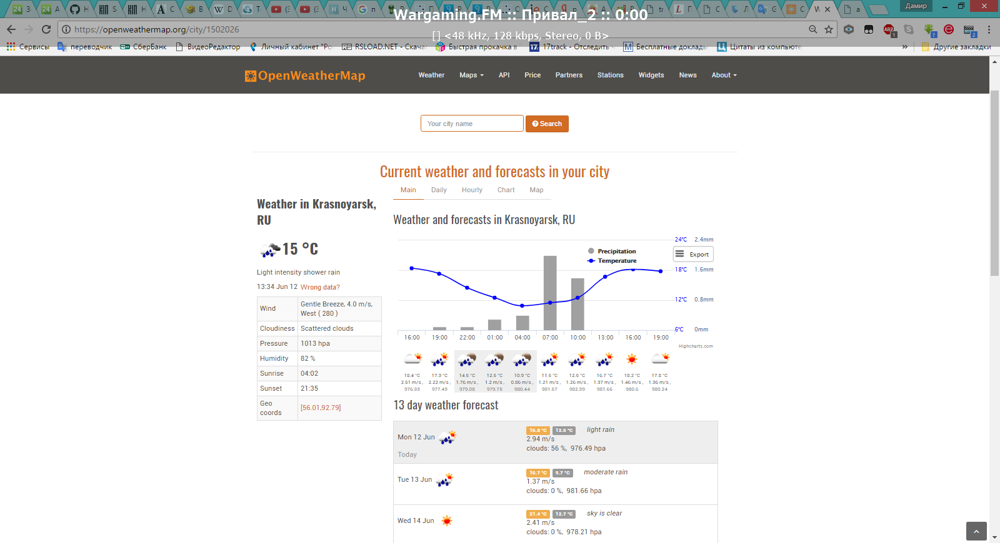 Wargaming.FM :: Привал_2 :: 0:00
[] <48 kHz, 128 kbps, Stereo, 0 B>
Дамир
https://openweathermap.org/city/1502026
Сервисы переводчик СберБанк ВидеоРедактор Личный кабинет "Рос RSLOAD.NET - Скачат Быстрая прокачка в 17track - Отследить Бесплатные доклады Цитаты из компьюте » Другие закладки
OpenWeatherMap
Weather Maps API Price Partners Stations Widgets News About
Your city name Search
Current weather and forecasts in your city
Main Daily Hourly Chart Map
Weather in Krasnoyarsk,
RU
15 °C
Light intensity shower rain
13:34 Jun 12 Wrong data?
Wind Gentle Breeze, 4.0 m/s,
West ( 280 )
Cloudiness Scattered clouds
Pressure 1013 hpa
Humidity 82 %
Sunrise 04:02
Sunset 21:35
Geo
coords [56.01,92.79]
Weather and forecasts in Krasnoyarsk, RU
24°C 2.4mm
Precipitation
Temperature
Export
18°C 1.6mm
12°C 0.8mm
6°C 0mm
16:00 19:00 22:00 01:00 04:00 07:00 10:00 13:00 16:00 19:00
Highcharts.com
18.4 °C 17.3 °C 14.5 °C 12.5 °C 10.9 °C 11.5 °C 12.5 °C 16.7 °C 18.2 °C 17.8 °C
2.51 m/s, 2.22 m/s, 1.76 m/s, 1.2 m/s, 0.86 m/s, 1.21 m/s, 1.26 m/s, 1.37 m/s, 1.46 m/s, 1.36 m/s,
976.33 977.49 979.08 979.75 980.44 981.57 982.39 981.66 980.6 980.24
13 day weather forecast
Mon 12 Jun
Today
16.8 °C 12.5 °C light rain
2.94 m/s
clouds: 56 %, 976.49 hpa
Tue 13 Jun
16.7 °C 9.7 °C moderate rain
1.37 m/s
clouds: 0 %, 981.66 hpa
Wed 14 Jun
21.4 °C 12.7 °C sky is clear
2.41 m/s
clouds: 0 %, 978.21 hpa